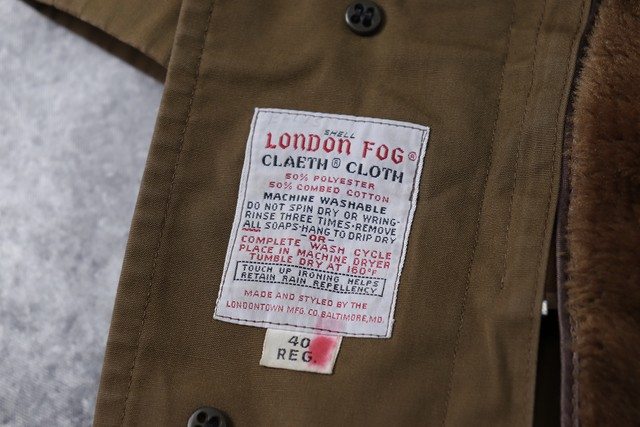 SHELL
LONDON FOG®
CLAETH® CLOTH
50% POLYESTER
50% COMBED COTTON
MACHINE WASHABLE
DO NOT SPIN DRY OR WRING-
RINSE THREE TIMES-REMOVE
ALL SOAPS-HANG TO DRIP DRY
-OR-
COMPLETE WASH CYCLE
PLACE IN MACHINE DRYER
TUMBLE DRY AT 160°F
TOUCH UP IRONING HELPS
RETAIN RAIN REPELLENCY
MADE AND STYLED BY THE
LONDONTOWN MFG. CO. BALTIMORE, MD.
40
REG.